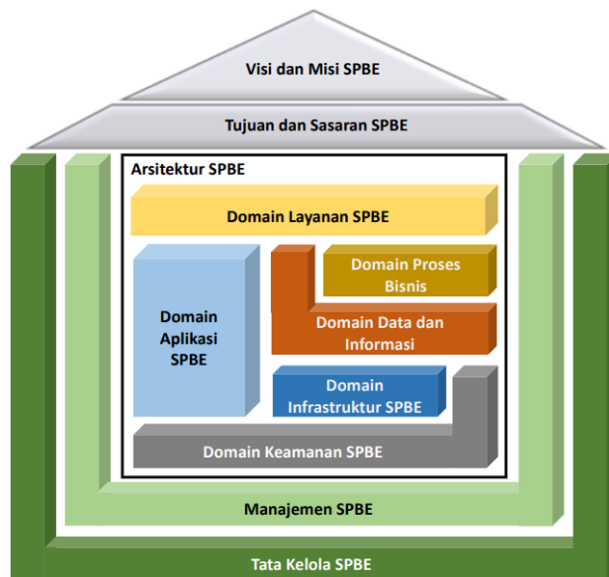 Visi dan Misi SPBE
Tujuan dan Sasaran SPBE
Arsitektur SPBE
Domain Layanan SPBE
Domain
Aplikasi
SPBE
Domain Proses
Bisnis
Domain Data dan
Informasi
Domain
Infrastruktur SPBE
Domain Keamanan SPBE
Manajemen SPBE
Tata Kelola SPBE